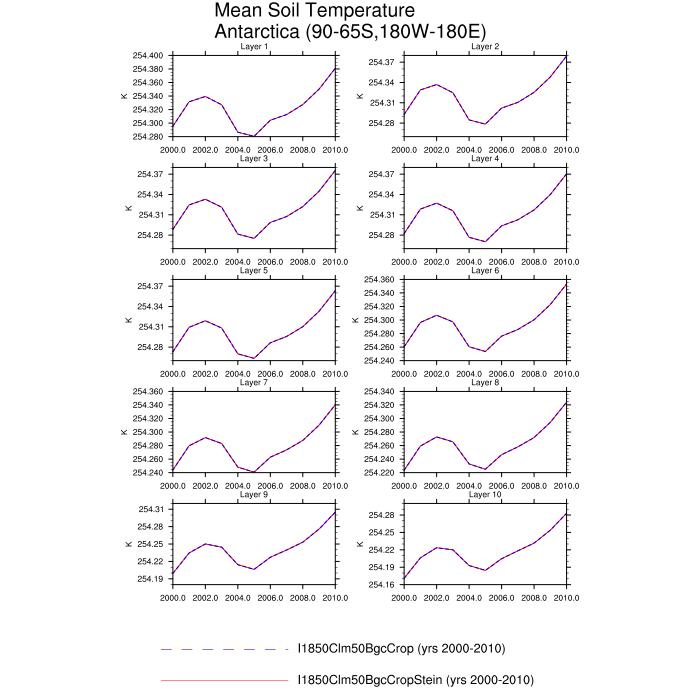 Mean Soil Temperature
Antarctica (90-65S,180W-180E)
Layer 1
254.400
254.380
254.360
254.340
254.320
254.300
254.280
K
2000.0 2002.0 2004.0 2006.0 2008.0 2010.0
Layer 2
254.37
254.34
254.31
254.28
K
2000.0 2002.0 2004.0 2006.0 2008.0 2010.0
Layer 3
254.37
254.34
254.31
254.28
K
2000.0 2002.0 2004.0 2006.0 2008.0 2010.0
Layer 4
254.37
254.34
254.31
254.28
K
2000.0 2002.0 2004.0 2006.0 2008.0 2010.0
Layer 5
254.37
254.34
254.31
254.28
K
2000.0 2002.0 2004.0 2006.0 2008.0 2010.0
Layer 6
254.360
254.340
254.320
254.300
254.280
254.260
254.240
K
2000.0 2002.0 2004.0 2006.0 2008.0 2010.0
Layer 7
254.360
254.340
254.320
254.300
254.280
254.260
254.240
K
2000.0 2002.0 2004.0 2006.0 2008.0 2010.0
Layer 8
254.340
254.320
254.300
254.280
254.260
254.240
254.220
K
2000.0 2002.0 2004.0 2006.0 2008.0 2010.0
Layer 9
254.31
254.28
254.25
254.22
254.19
K
2000.0 2002.0 2004.0 2006.0 2008.0 2010.0
Layer 10
254.28
254.25
254.22
254.19
254.16
K
2000.0 2002.0 2004.0 2006.0 2008.0 2010.0
I1850Clm50BgcCrop (yrs 2000-2010)
I1850Clm50BgcCropStein (yrs 2000-2010)